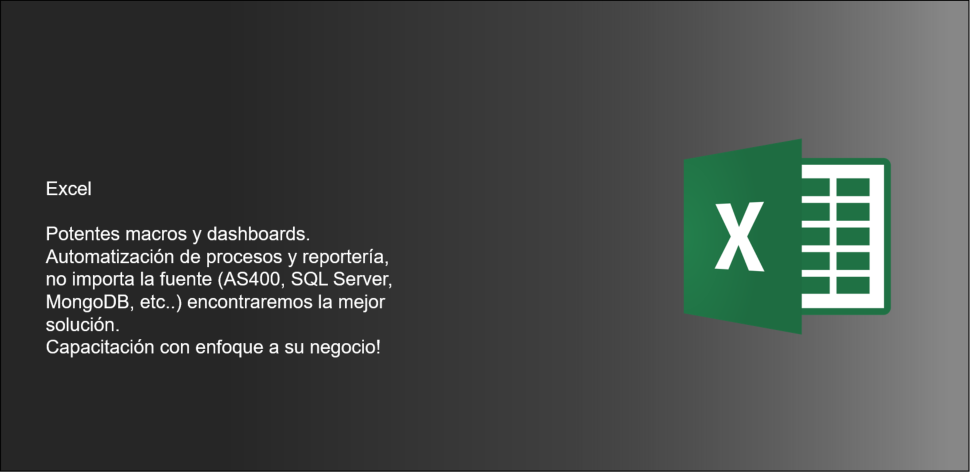 Excel
Potentes macros y dashboards.
Automatización de procesos y reportería,
no importa la fuente (AS400, SQL Server,
MongoDB, etc..) encontraremos la mejor
solución.
Capacitación con enfoque a su negocio!
X